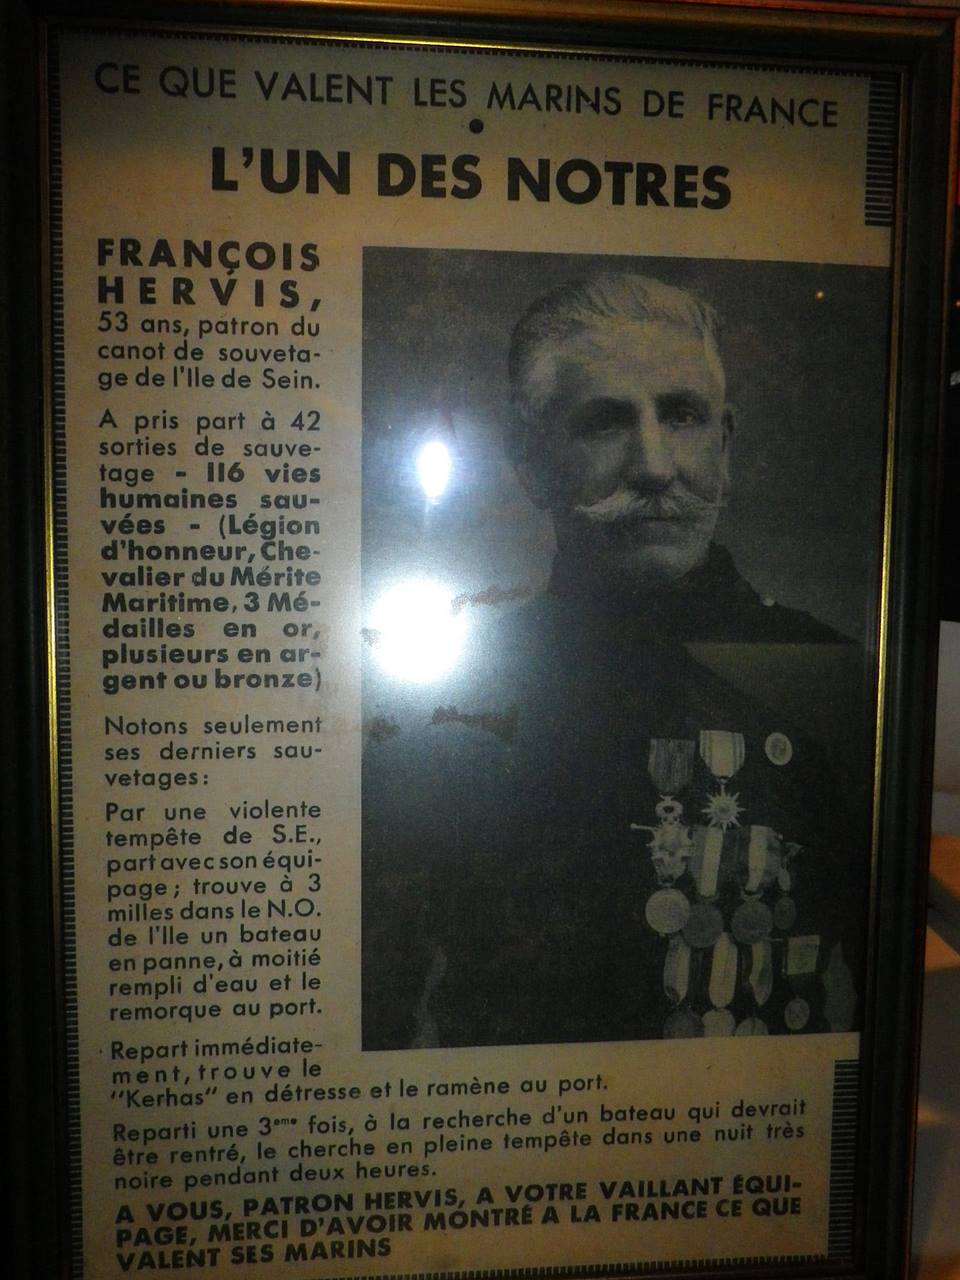 CE QUE VALENT LES MARINS DE FRANCE
L'UN DES NOTRES
FRANÇOIS
HERVIS,
53 ans, patron du
canot de souveta-
ge de l'Ile de Sein.
A pris part à 42
sorties de sauve-
tage - 116 vies
humaines sau-
vées - (Légion
d'honneur, Che-
valier du Mérite
Maritime, 3 Mé-
dailles en or,
plusieurs en ar-
gent ou bronze)
Notons seulement
ses derniers sau-
vetages:
Par une violente
tempête de S.E.,
part avec son équi-
page; trouve à 3
milles dans le N.O.
de l'Ile un bateau
en panne, à moitié
rempli d'eau et le
remorque au port.
Repart immédiate-
ment, trouve le
"Kerhas" en détresse et le ramène au port.
Reparti une 3eme fois, à la recherche d'un bateau qui devrait
être rentré, le cherche en pleine tempête dans une nuit très
noire pendant deux heures.
A VOUS, PATRON HERVIS, A VOTRE VAILLANT ÉQUI-
PAGE, MERCI D'AVOIR MONTRÉ A LA FRANCE CE QUE
VALENT SES MARINS